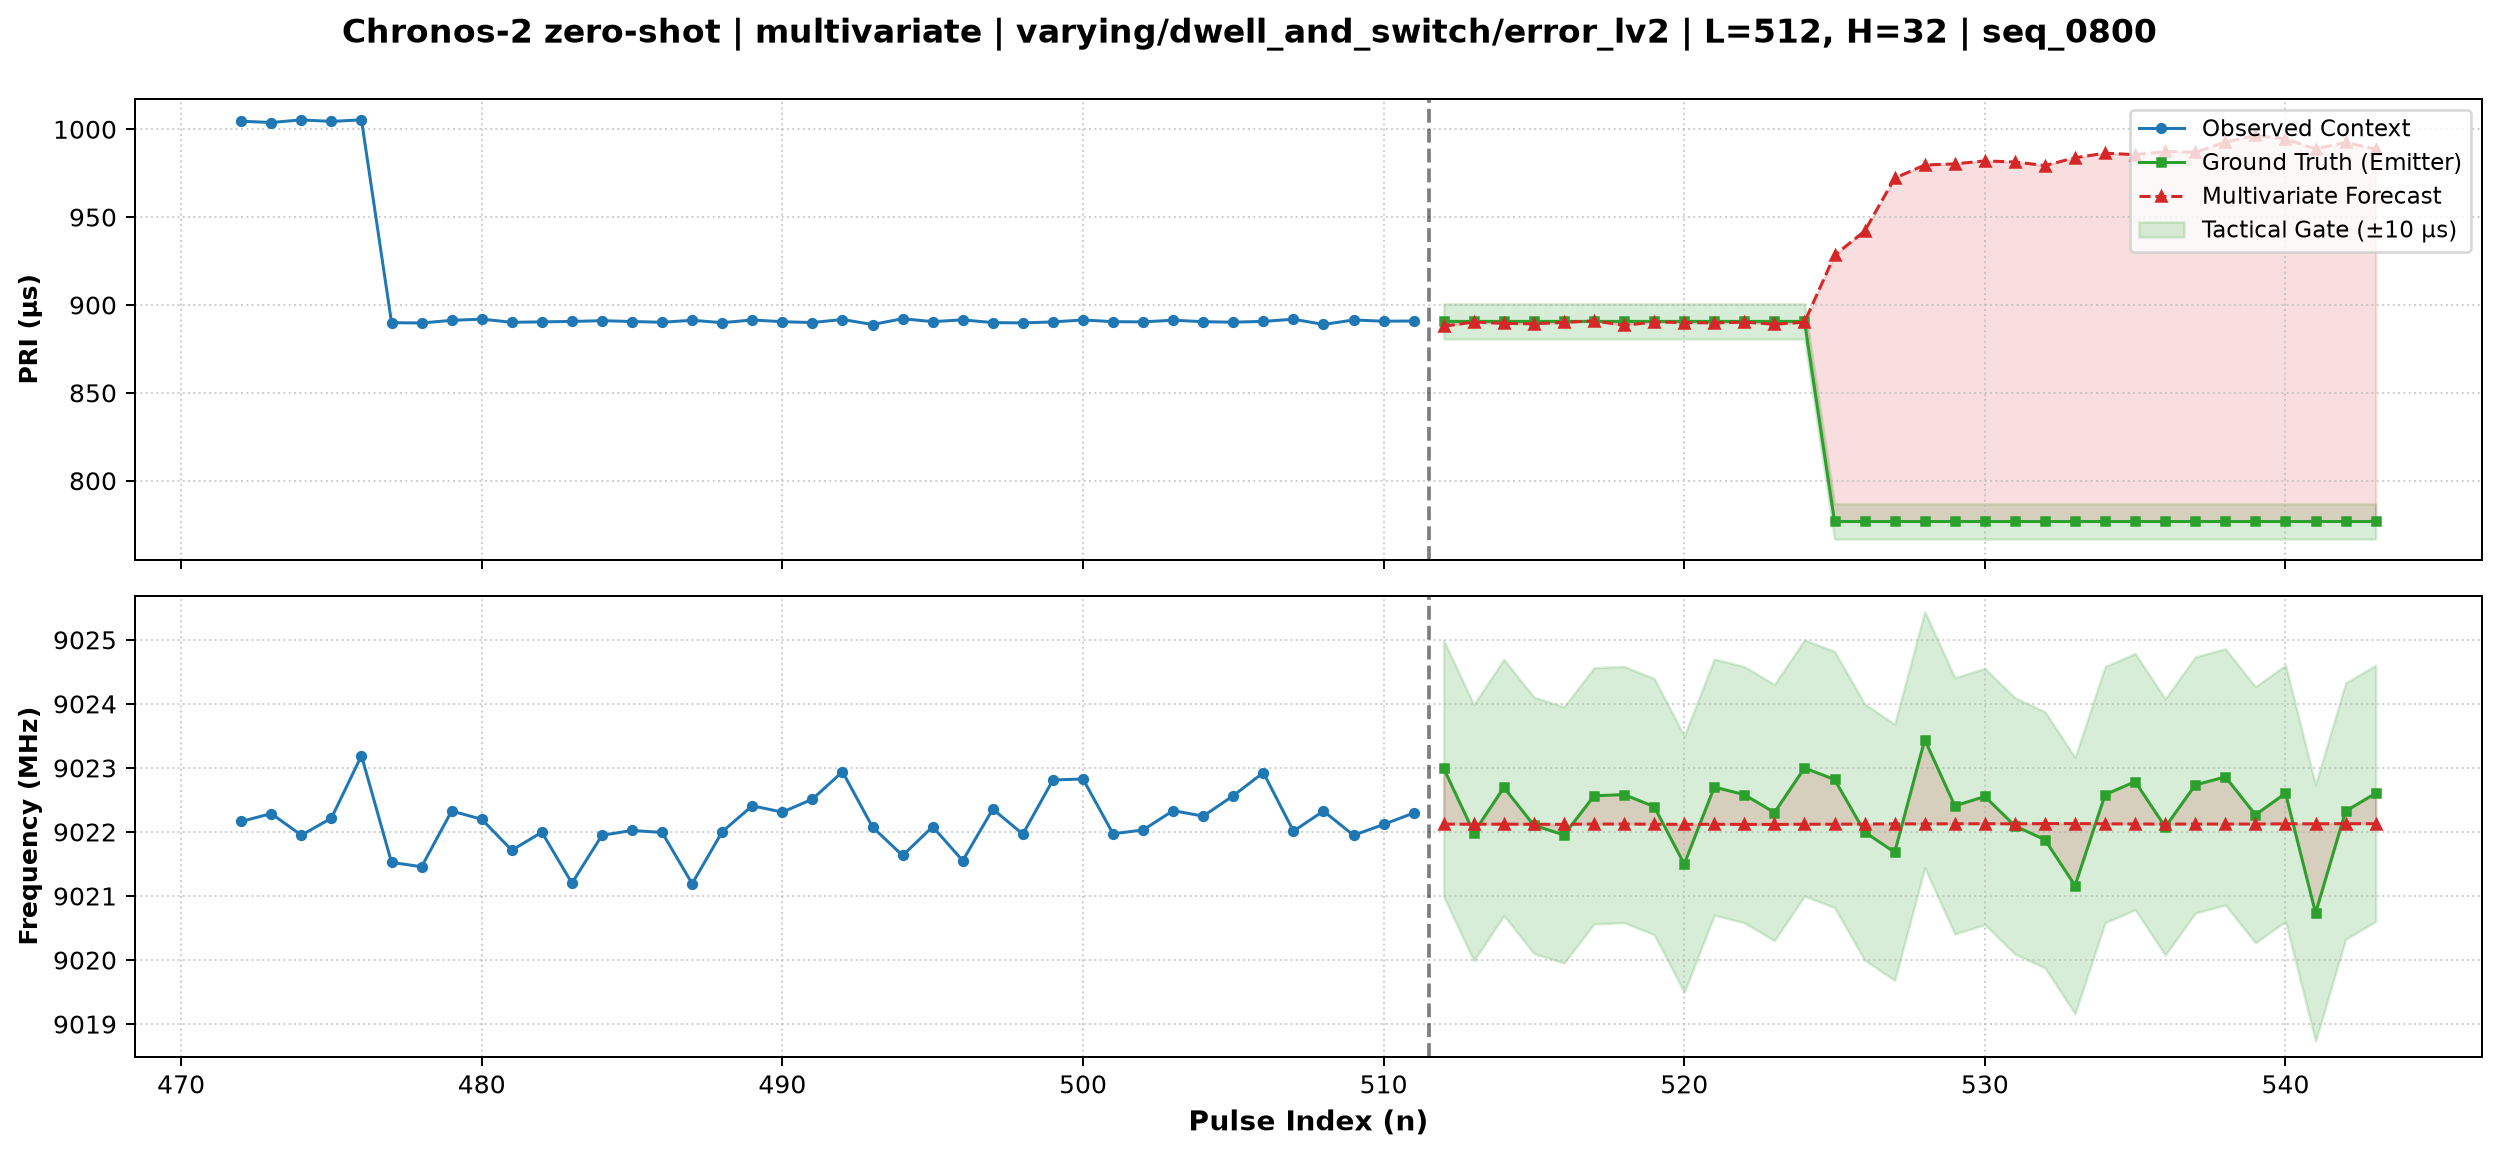 Chronos-2 zero-shot | multivariate | varying/dwell_and_switch/error_lv2 | L=512, H=32 | seq_0800
1000
950
900
850
800
PRI (µs)
Observed Context
Ground Truth (Emitter)
Multivariate Forecast
Tactical Gate (±10 µs)
9025
9024
9023
9022
9021
9020
9019
Frequency (MHz)
470
480
490
500
510
520
530
540
Pulse Index (n)